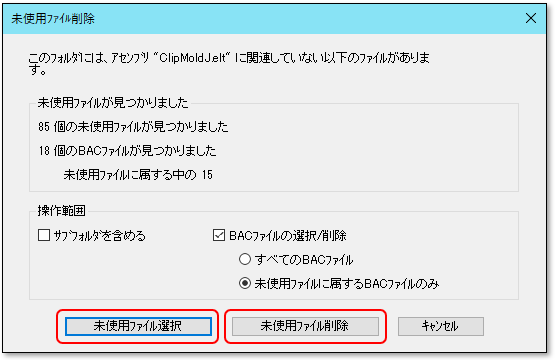 未使用ﾌｧｲﾙ削除
このﾌｫﾙﾀﾞには、ｱｾﾝﾌﾞﾘ "ClipMoldJ.elt" に関連していない以下のﾌｧｲﾙがありま
す。
未使用ﾌｧｲﾙが見つかりました
85 個の未使用ﾌｧｲﾙが見つかりました
18 個のBACﾌｧｲﾙが見つかりました
未使用ﾌｧｲﾙに属する中の 15
操作範囲
ｻﾌﾞﾌｫﾙﾀﾞを含める
BACﾌｧｲﾙの選択/削除
すべてのBACﾌｧｲﾙ
未使用ﾌｧｲﾙに属するBACﾌｧｲﾙのみ
未使用ﾌｧｲﾙ選択
未使用ﾌｧｲﾙ削除
ｷｬﾝｾﾙ